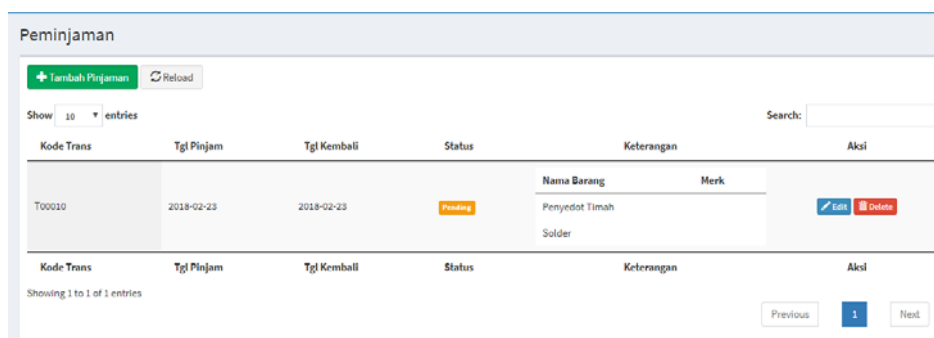 Peminjaman
Tambah Pinjaman Reload
Show 10 entries Search:
Kode Trans Tgl Pinjam Tgl Kembali Status Keterangan Aksi
Nama Barang Merk
T00010 2018-02-23 2018-02-23 Pending Penyedot Timah Edit Delete
Solder
Kode Trans Tgl Pinjam Tgl Kembali Status Keterangan Aksi
Showing 1 to 1 of 1 entries
Previous 1 Next